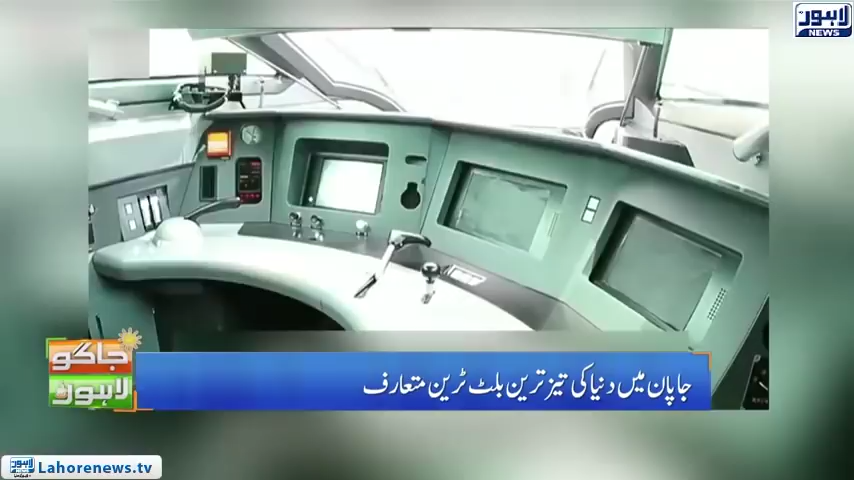 لاہور
NEWS
جاگو
لاہور
جاپان میں دنیا کی تیز ترین بلٹ ٹرین متعارف
Lahorenews.tv